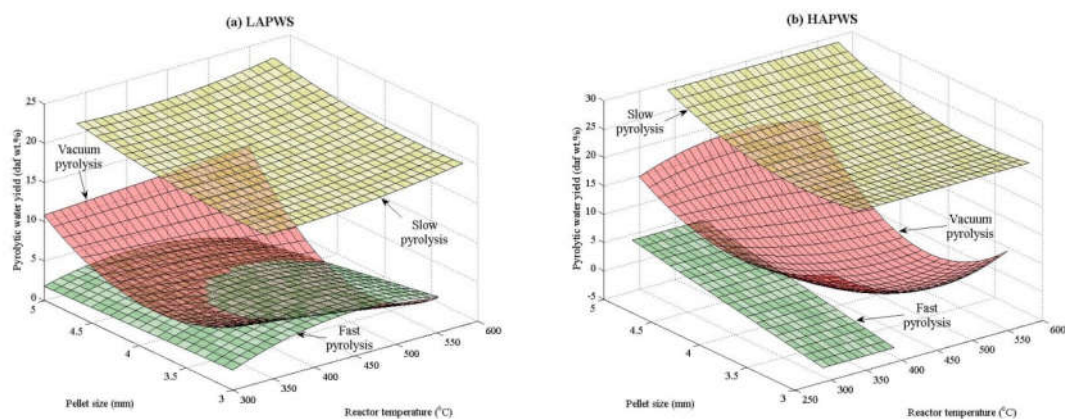 (a) LAPWS
Pyrolytic water yield (daf wt.%)
25
20
15
10
5
0
Vacuum
pyrolysis
Slow
pyrolysis
Fast
pyrolysis
5
4.5
4
3.5
3
Pellet size (mm)
300
350
400
450
500
550
600
Reactor temperature (°C)
(b) HAPWS
Pyrolytic water yield (daf wt.%)
30
25
20
15
10
5
0
-5
Slow
pyrolysis
Vacuum
pyrolysis
Fast
pyrolysis
5
4.5
4
3.5
3
Pellet size (mm)
250
300
350
400
450
500
550
600
Reactor temperature (°C)